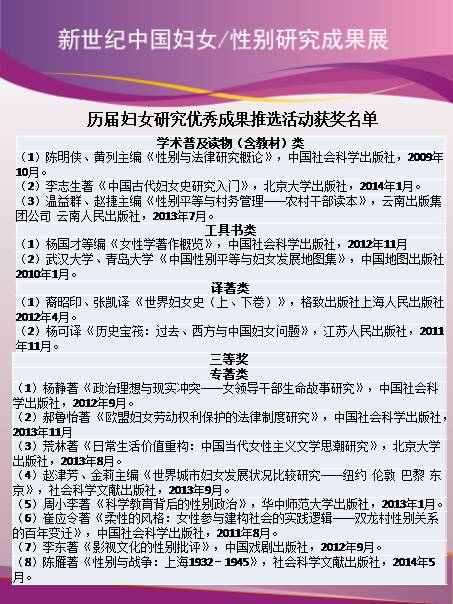 新世纪中国妇女/性别研究成果展
历届妇女研究优秀成果推选活动获奖名单
学术普及读物（含教材）类
（1）陈明侠、黄列主编《性别与法律研究概论》，中国社会科学出版社，2009年
10月。
（2）李志生著《中国古代妇女史研究入门》，北京大学出版社，2014年1月。
（3）温益群、赵捷主编《性别平等与村务管理——农村干部读本》，云南出版集
团公司 云南人民出版社，2013年7月。
工具书类
（1）杨国才等编《女性学著作概览》，中国社会科学出版社，2012年11月
（2）武汉大学、青岛大学《中国性别平等与妇女发展地图集》，中国地图出版社
2010年1月。
译著类
（1）裔昭印、张凯译《世界妇女史（上、下卷）》，格致出版社上海人民出版社
2012年4月。
（2）杨可译《历史宝筏：过去、西方与中国妇女问题》，江苏人民出版社，2011
年11月。
三等奖
专著类
（1）杨静著《政治理想与现实冲突——女领导干部生命故事研究》，中国社会科
学出版社，2012年9月。
（2）郝鲁怡著《欧盟妇女劳动权利保护的法律制度研究》，中国社会科学出版社，
2013年11月
（3）荒林著《日常生活价值重构：中国当代女性主义文学思潮研究》，北京大学
出版社，2013年8月。
（4）赵津芳、金莉主编《世界城市妇女发展状况比较研究——纽约 伦敦 巴黎 东
京》，社会科学文献出版社，2013年9月。
（5）周小李著《科学教育背后的性别政治》，华中师范大学出版社，2013年1月。
（6）崔应令著《柔性的风格：女性参与建构社会的实践逻辑——双龙村性别关系
的百年变迁》，中国社会科学出版社，2011年8月。
（7）李东著《影视文化的性别批评》，中国戏剧出版社，2012年9月。
（8）陈雁著《性别与战争：上海1932－1945》，社会科学文献出版社，2014年5
月。